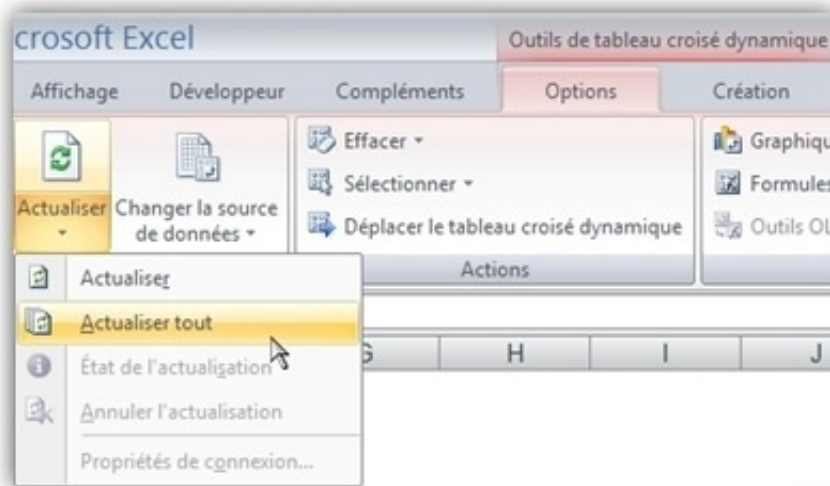 crosoft Excel
Outils de tableau croisé dynamique
Affichage Développeur Compléments Options Création
Actualiser
Changer la source
de données
Effacer
Sélectionner
Déplacer le tableau croisé dynamique
Actions
Graphiqu
Formules
Outils OL
Actualiser
Actualiser tout
État de l'actualisation
Annuler l'actualisation
Propriétés de connexion...
G H I J